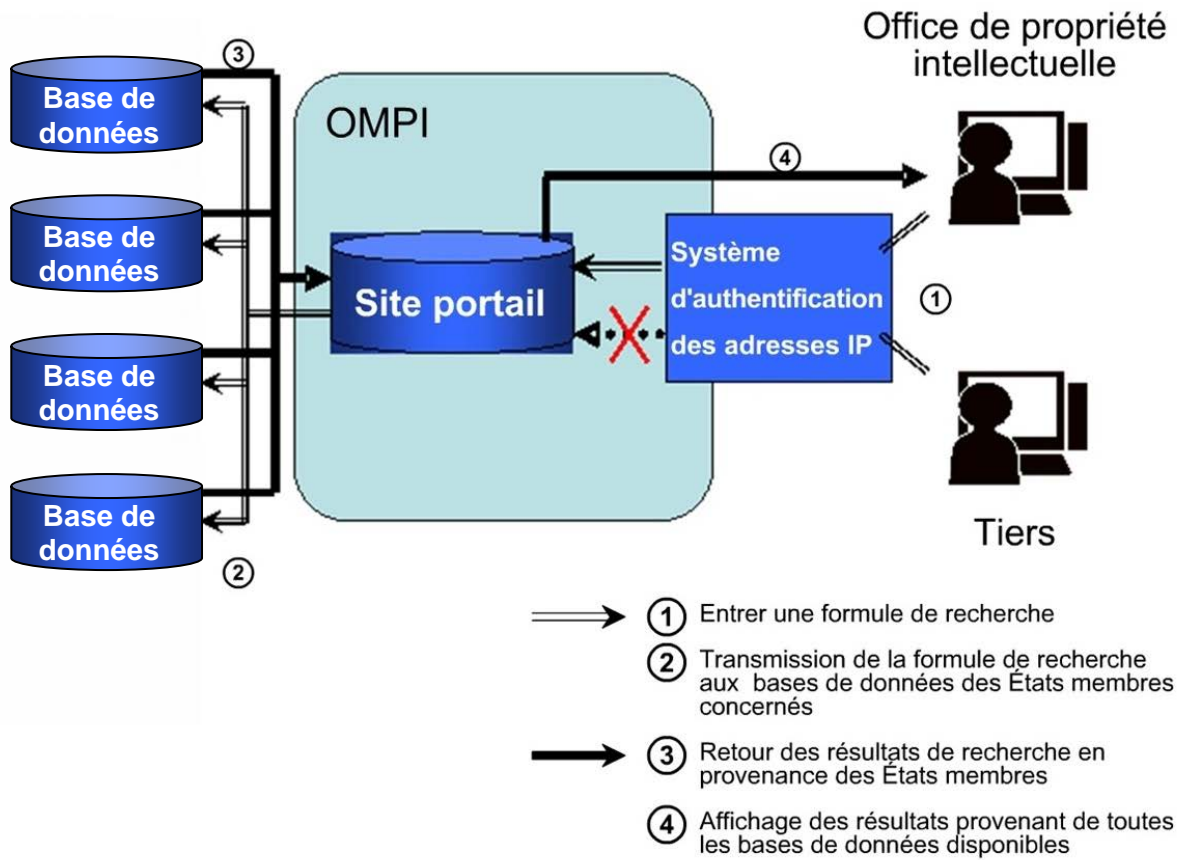 Office de propriété
intellectuelle
③
Base de
données
OMPI
④
Base de
données
Système
d'authentification
des adresses IP
①
Site portail
Base de
données
Base de
données
②
Tiers
① Entrer une formule de recherche
② Transmission de la formule de recherche
aux bases de données des États membres
concernés
③ Retour des résultats de recherche en
provenance des États membres
④ Affichage des résultats provenant de toutes
les bases de données disponibles